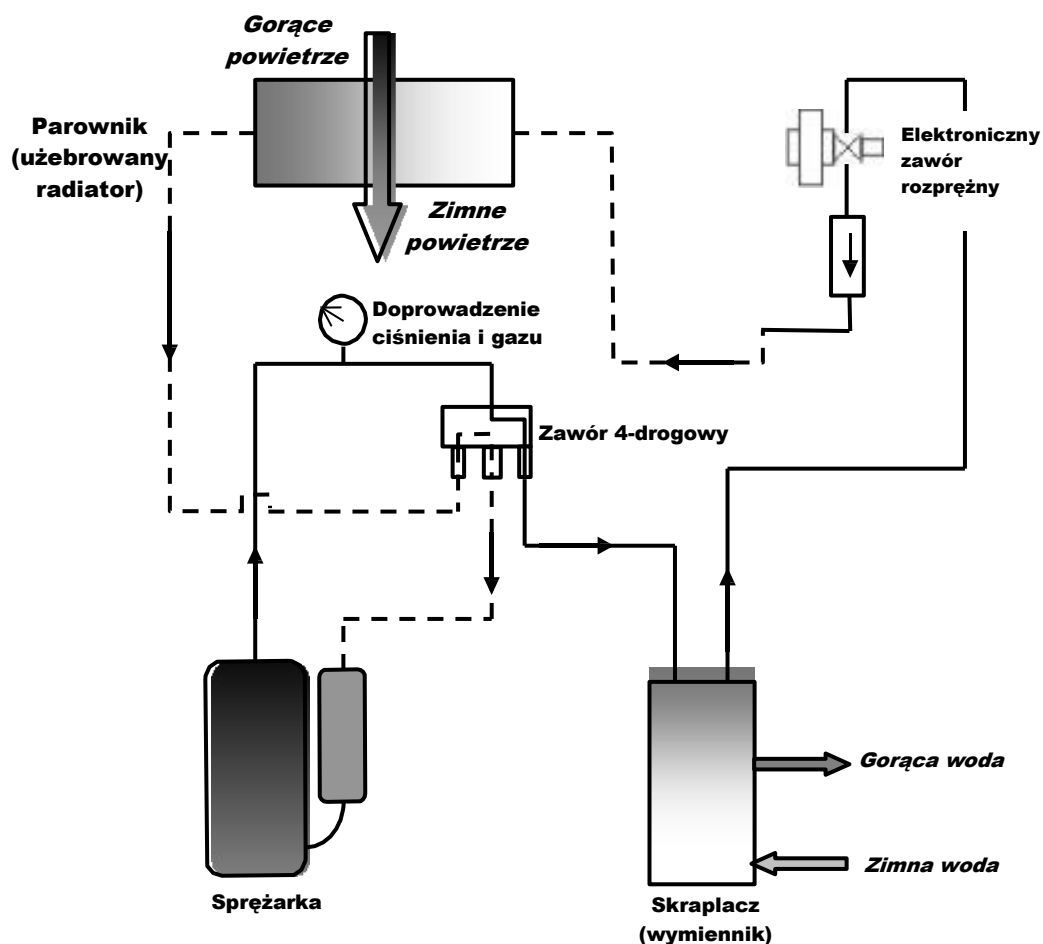 Gorące
powietrze
Parownik
(użebrowany
radiator)
Elektroniczny
zawór
rozprężny
Zimne
powietrze
Doprowadzenie
ciśnienia i gazu
Zawór 4-drogowy
Gorąca woda
Zimna woda
Sprężarka
Skraplacz
(wymiennik)